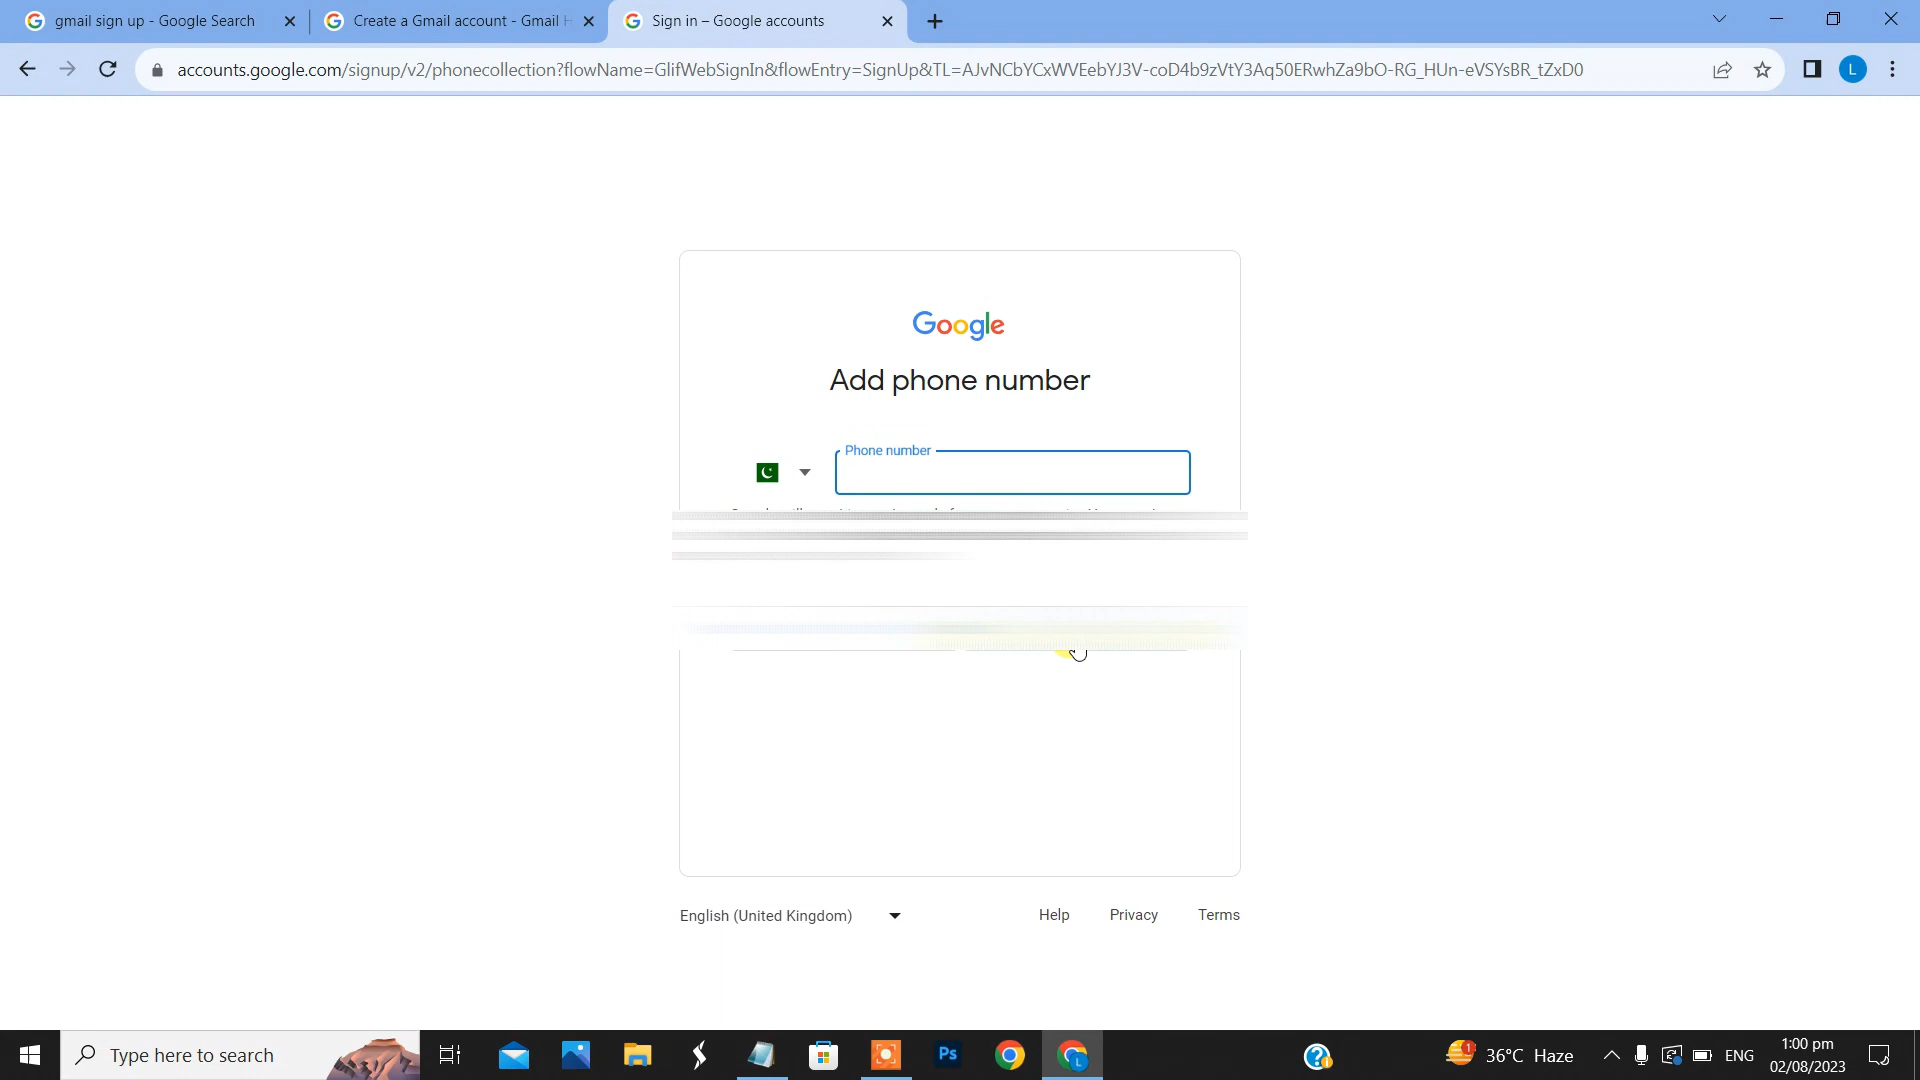 gmail sign up - Google Search
Create a Gmail account - Gmail H
Sign in – Google accounts
accounts.google.com/signup/v2/phonecollection?flowName=GlifWebSignIn&flowEntry=SignUp&TL=AJvNCbYCxWVEebYJ3V-coD4b9zVtY3Aq50ERwhZa9bO-RG_HUn-eVSYsBR_tZxD0
L
Google
Add phone number
Phone number
English (United Kingdom)
Help
Privacy
Terms
Type here to search
Ps
L
1
36°C Haze
ENG
1:00 pm
02/08/2023